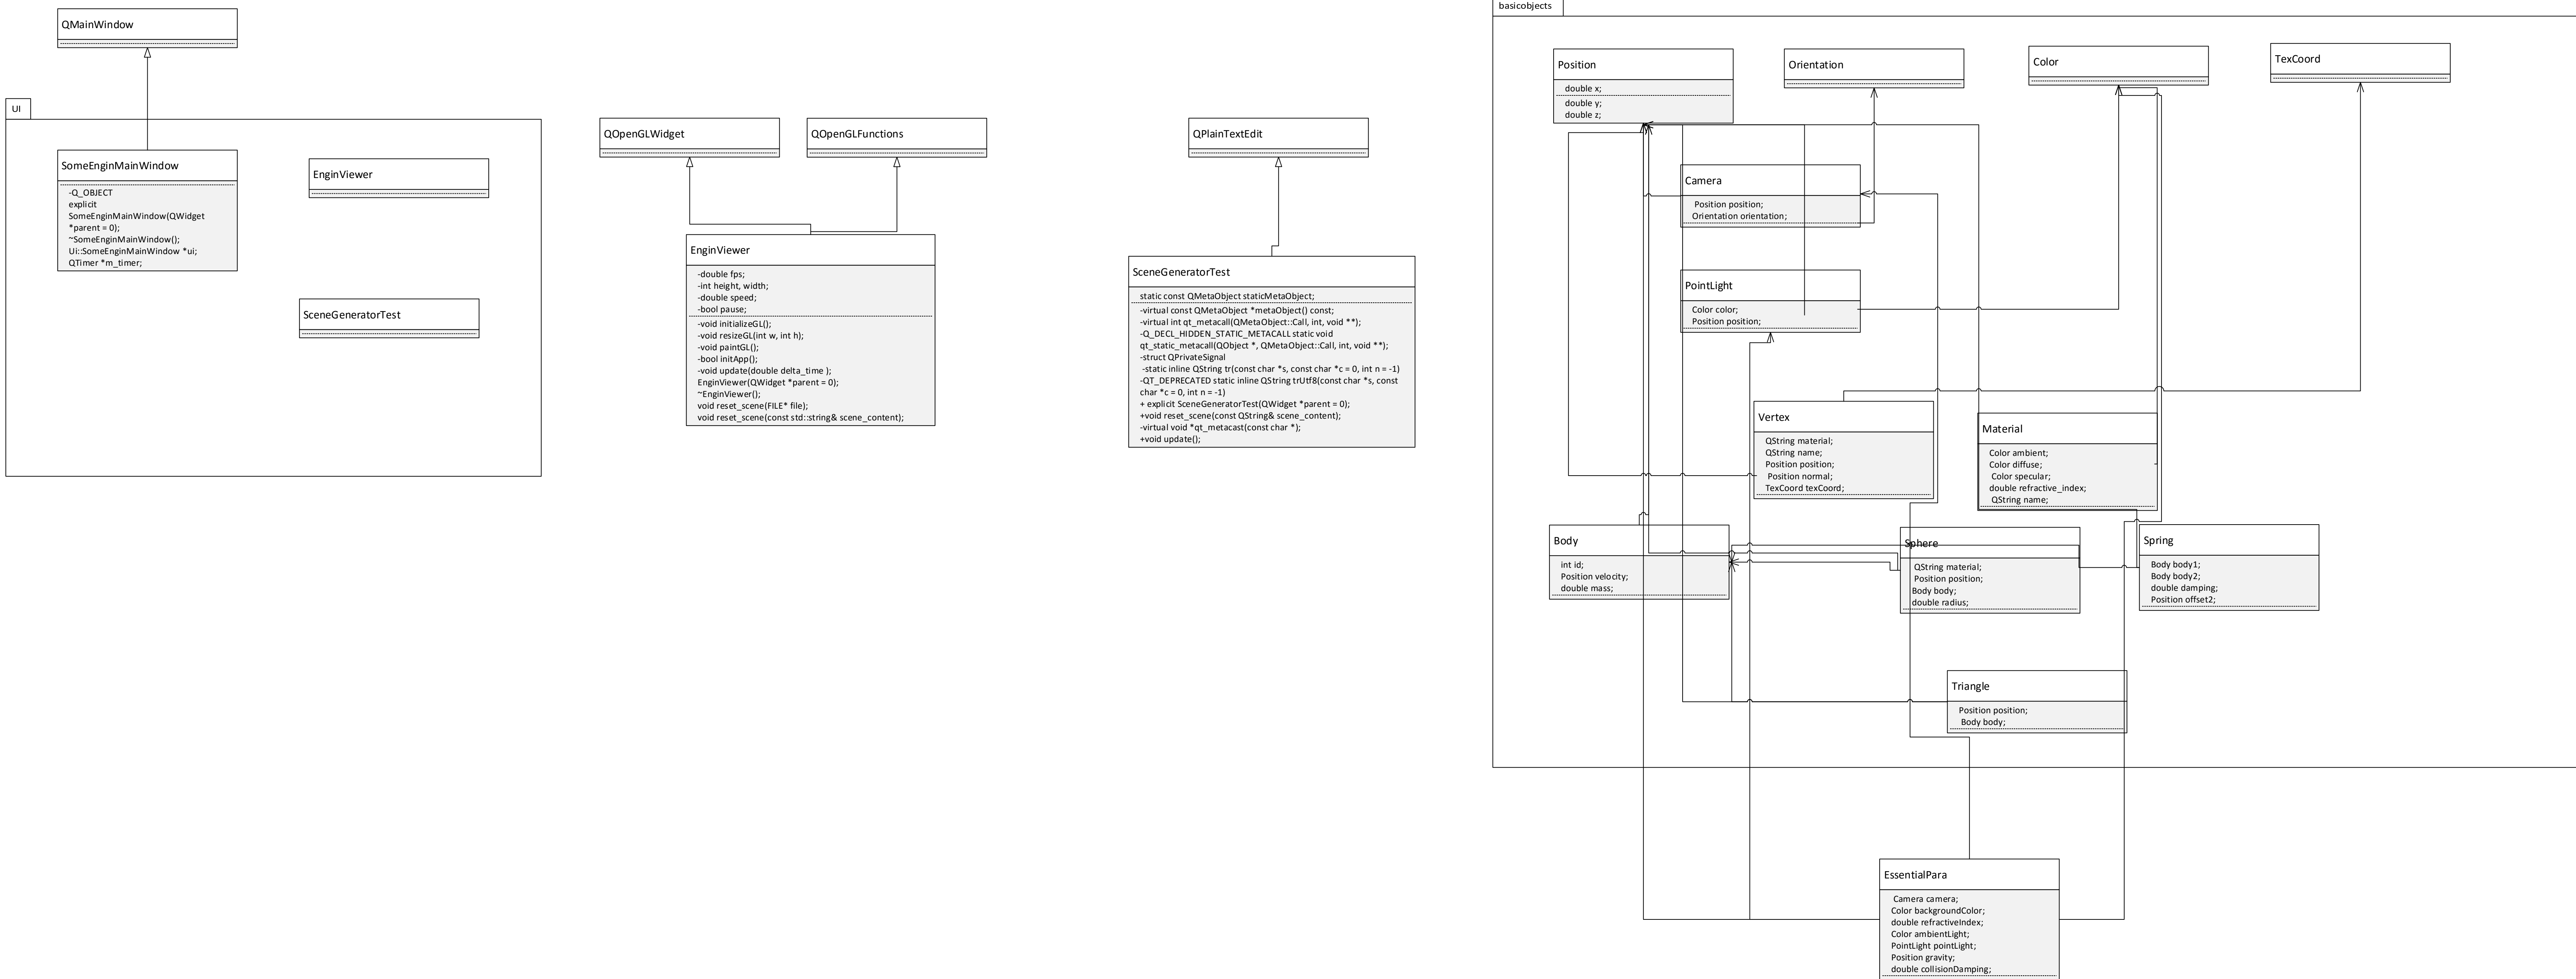 QMainWindow
UI
SomeEnginMainWindow
-Q_OBJECT
explicit
SomeEnginMainWindow(QWidget
*parent = 0);
~SomeEnginMainWindow();
Ui::SomeEnginMainWindow *ui;
QTimer *m_timer;
EnginViewer
SceneGeneratorTest
QOpenGLWidget
QOpenGLFunctions
EnginViewer
-double fps;
-int height, width;
-double speed;
-bool pause;
-void initializeGL();
-void resizeGL(int w, int h);
-void paintGL();
-bool initApp();
-void update(double delta_time );
EnginViewer(QWidget *parent = 0);
~EnginViewer();
void reset_scene(FILE* file);
void reset_scene(const std::string& scene_content);
QPlainTextEdit
SceneGeneratorTest
static const QMetaObject staticMetaObject;
-virtual const QMetaObject *metaObject() const;
-virtual int qt_metacall(QMetaObject::Call, int, void **);
-Q_DECL_HIDDEN_STATIC_METACALL static void
qt_static_metacall(QObject *, QMetaObject::Call, int, void **);
-struct QPrivateSignal
-static inline QString tr(const char *s, const char *c = 0, int n = -1)
-QT_DEPRECATED static inline QString trUtf8(const char *s, const
char *c = 0, int n = -1)
+ explicit SceneGeneratorTest(QWidget *parent = 0);
+void reset_scene(const QString& scene_content);
-virtual void *qt_metacast(const char *);
+void update();
basicobjects
Position
double x;
double y;
double z;
Orientation
Color
TexCoord
Camera
Position position;
Orientation orientation;
PointLight
Color color;
Position position;
Vertex
QString material;
QString name;
Position position;
Position normal;
TexCoord texCoord;
Material
Color ambient;
Color diffuse;
Color specular;
double refractive_index;
QString name;
Body
int id;
Position velocity;
double mass;
Sphere
QString material;
Position position;
Body body;
double radius;
Spring
Body body1;
Body body2;
double damping;
Position offset2;
Triangle
Position position;
Body body;
EssentialPara
Camera camera;
Color backgroundColor;
double refractiveIndex;
Color ambientLight;
PointLight pointLight;
Position gravity;
double collisionDamping;